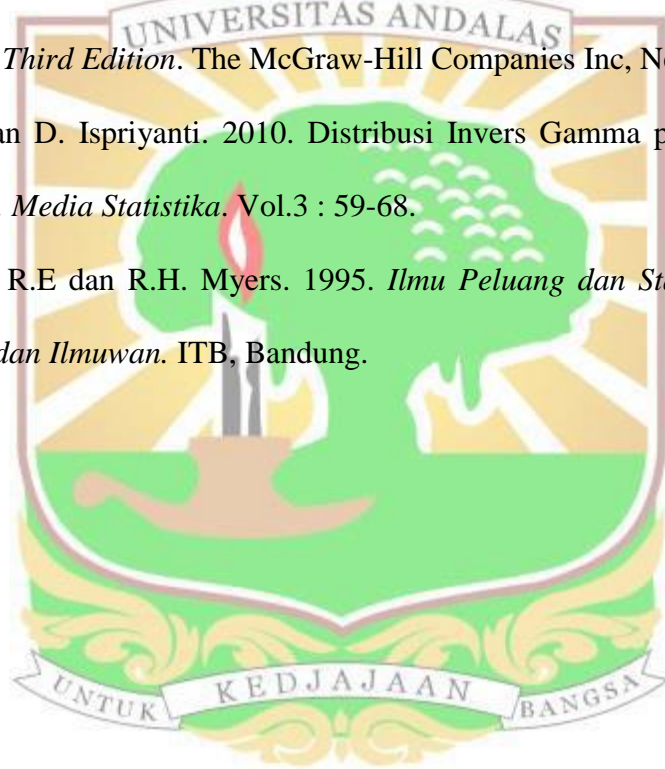 UNIVERSITAS ANDALAS
Third Edition. The McGraw-Hill Companies Inc,
an D. Ispriyanti. 2010. Distribusi Invers Gamma
Media Statistika. Vol.3 : 59-68.
R.E dan R.H. Myers. 1995. Ilmu Peluang dan
dan Ilmuwan. ITB, Bandung.
UNTUK KEDJAJAAN BANGSA